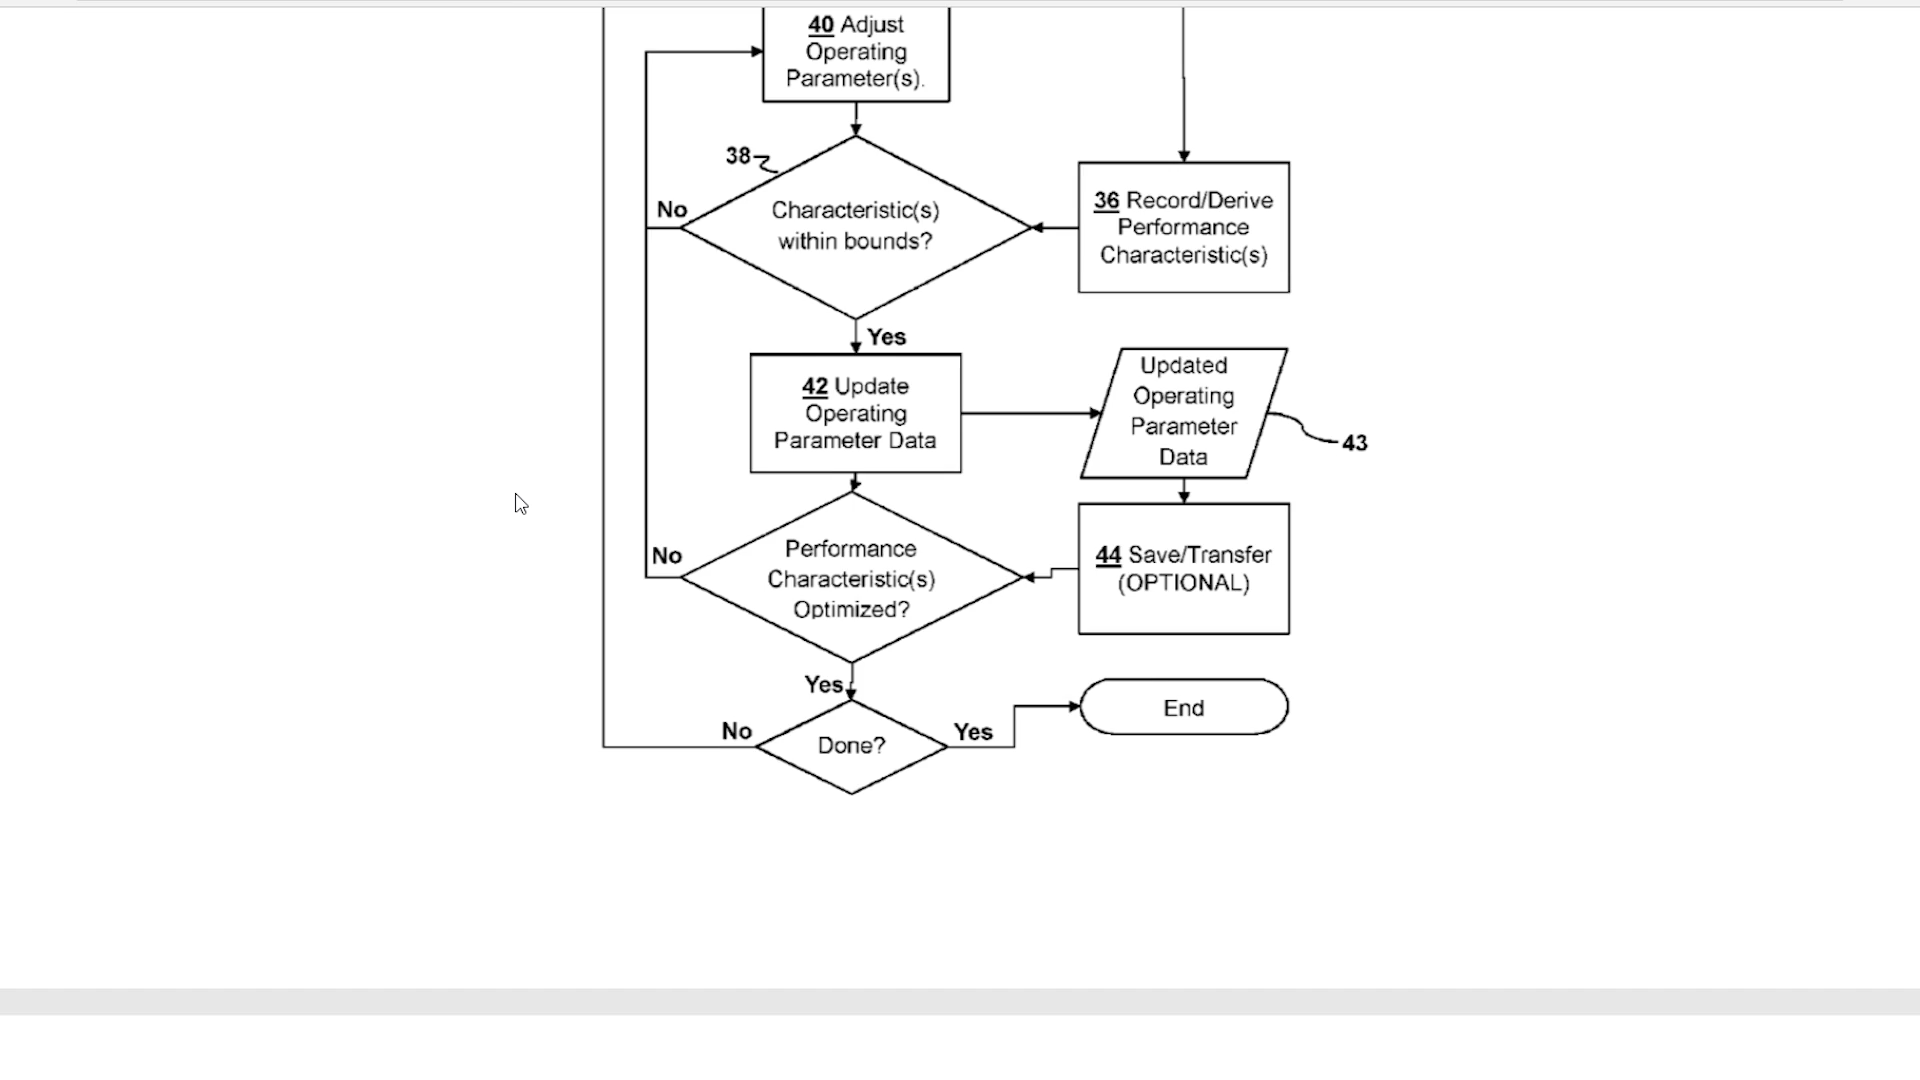 40 Adjust
Operating
Parameter(s).
38
No
Characteristic(s)
within bounds?
36 Record/Derive
Performance
Characteristic(s)
Yes
42 Update
Operating
Parameter Data
Updated
Operating
Parameter
Data
43
No
Performance
Characteristic(s)
Optimized?
44 Save/Transfer
(OPTIONAL)
Yes
No
Done?
Yes
End